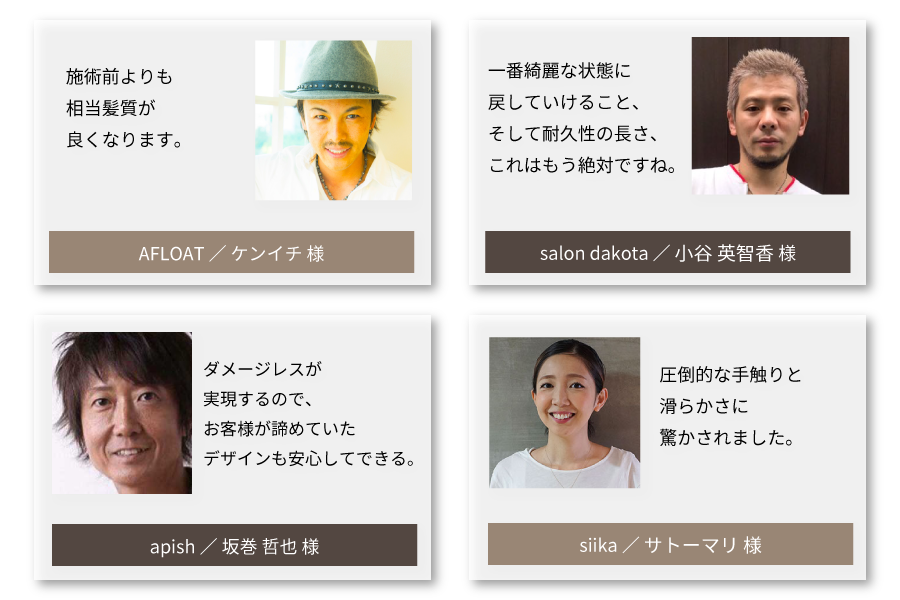 施術前よりも
相当髪質が
良くなります。
AFLOAT ／ ケンイチ 様
一番綺麗な状態に
戻していけること、
そして耐久性の長さ、
これはもう絶対ですね。
salon dakota ／ 小谷 英智香 様
ダメージレスが
実現するので、
お客様が諦めていた
デザインも安心してできる。
apish ／ 坂巻 哲也 様
圧倒的な手触りと
滑らかさに
驚かされました。
siika ／ サトーマリ 様